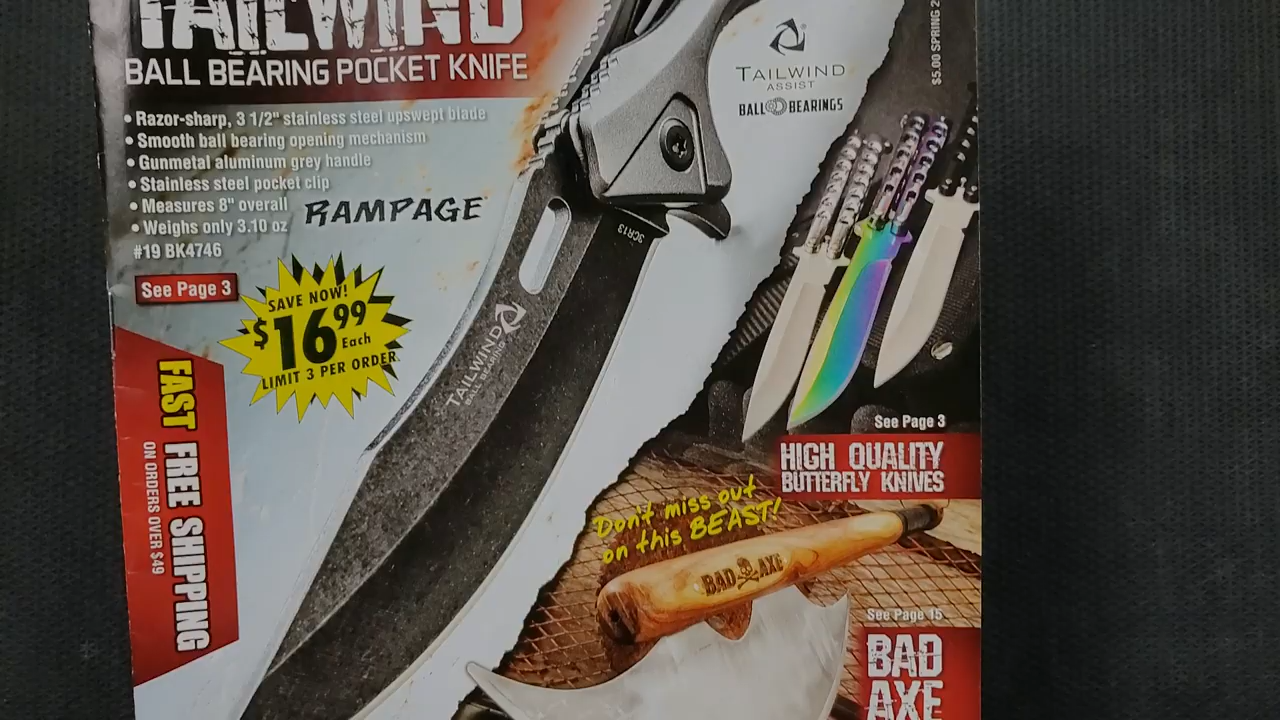 TAILWIND
BALL BEARING POCKET KNIFE
• Razor-sharp, 3 1/2" stainless steel upswept blade
• Smooth ball bearing opening mechanism
• Gunmetal aluminum grey handle
• Stainless steel pocket clip
• Measures 8" overall
• Weighs only 3.10 oz
#19 BK4746
RAMPAGE
See Page 3
SAVE NOW!
$16.99
Each
LIMIT 3 PER ORDER
FAST FREE SHIPPING
ON ORDERS OVER $49
3CR13
TAILWIND
BALL BEARING
TAILWIND
ASSIST
BALL BEARINGS
$5.00 SPRING
See Page 3
HIGH QUALITY
BUTTERFLY KNIVES
Don't miss out
on this BEAST!
BAD AXE
See Page 15
BAD
AXE